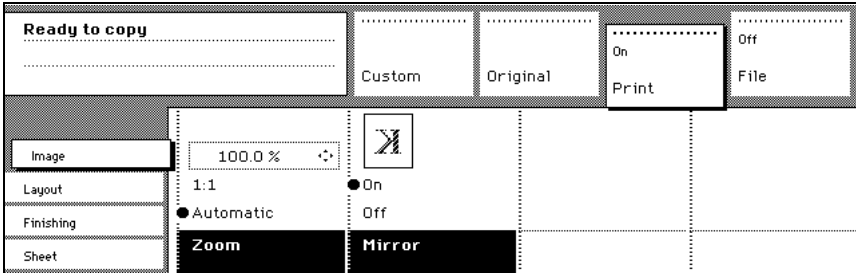 Ready to copy
Custom
Original
On
Print
Off
File
Image
Layout
Finishing
Sheet
100.0 %
1:1
Automatic
Zoom
On
Off
Mirror